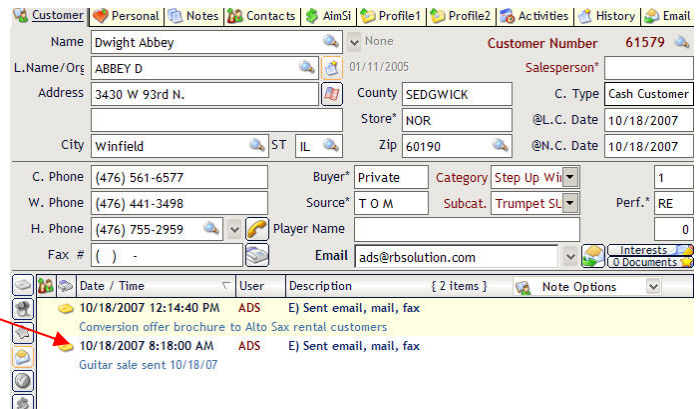 Customer Personal Notes Contacts AimSi Profile1 Profile2 Activities History Email
Name Dwight Abbey None Customer Number 61579
L.Name/Org ABBEY D 01/11/2005 Salesperson*
Address 3430 W 93rd N. County SEDGWICK C. Type Cash Customer
Store* NOR @L.C. Date 10/18/2007
City Winfield ST IL Zip 60190 @N.C. Date 10/18/2007
C. Phone (476) 561-6577 Buyer* Private Category Step Up Wi 1
W. Phone (476) 441-3498 Source* T O M Subcat. Trumpet SU Perf.* RE
H. Phone (476) 755-2959 Player Name 0
Fax # ( ) - Email ads@rbsolution.com Interests
0 Documents
Date / Time User Description { 2 items } Note Options
10/18/2007 12:14:40 PM ADS E) Sent email, mail, fax
Conversion offer brochure to Alto Sax rental customers
10/18/2007 8:18:00 AM ADS E) Sent email, mail, fax
Guitar sale sent 10/18/07